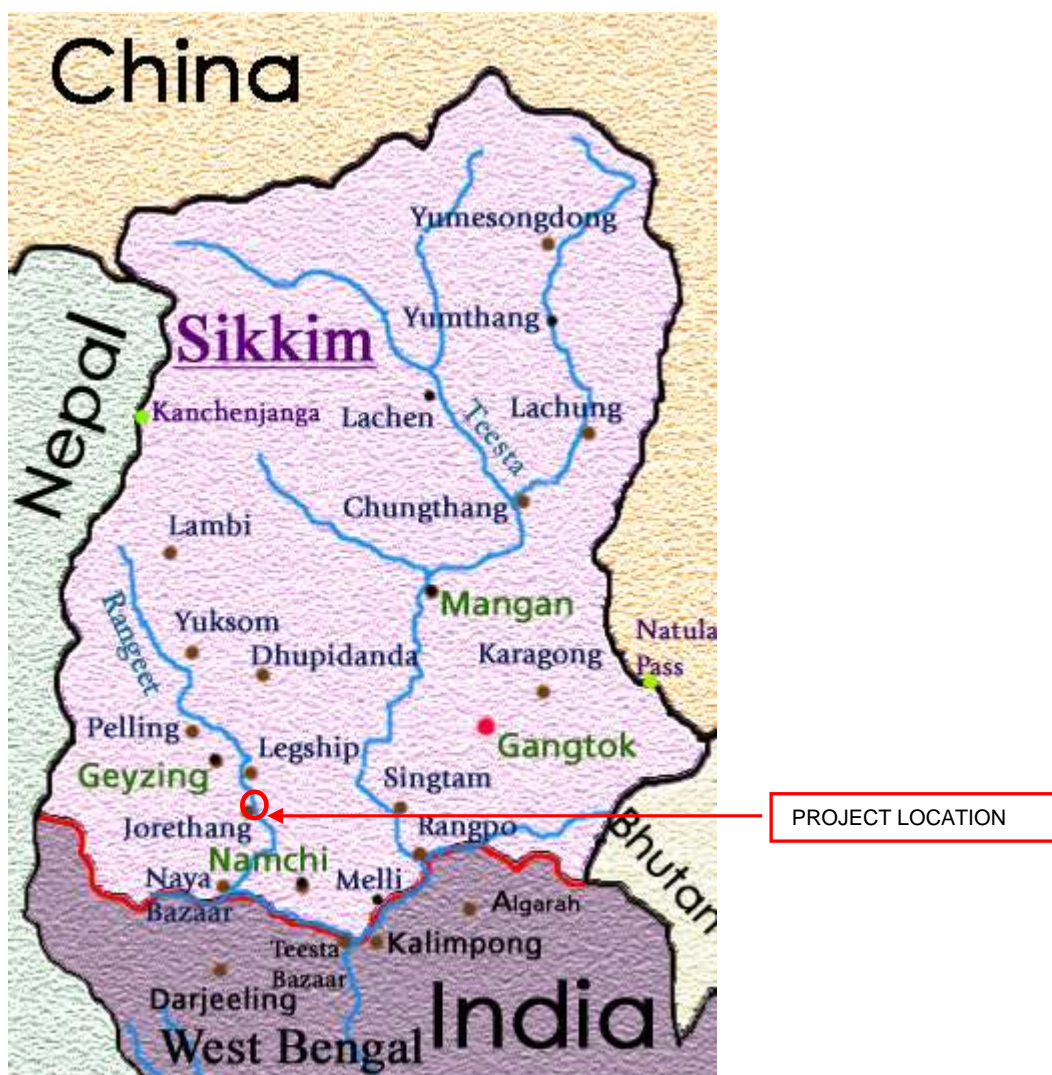 China
Yumesongdong
Yumthang
Sikkim
Nepal
Kanchenjanga
Lachen
Teesta
Lachung
Chungthang
Lambi
Rangeet
Mangan
Yuksom
Dhupidanda
Karagong
Natula
Pass
Pelling
Legship
Gangtok
Geyzing
Singtam
PROJECT LOCATION
Jorethang
Rangpo
Bhutan
Namchi
Naya
Bazaar
Melli
Algarah
Teesta
Bazaar
Kalimpong
Darjeeling
India
West Bengal